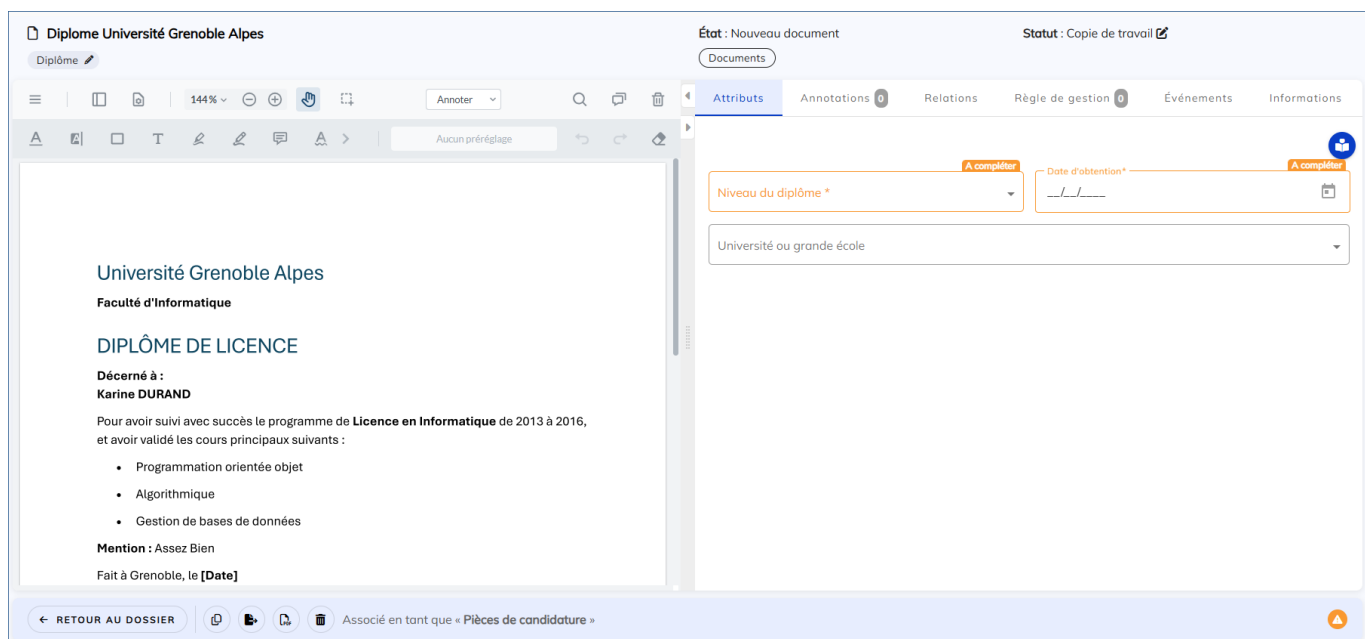 Diplome Université Grenoble Alpes
Diplôme
État : Nouveau document
Statut : Copie de travail
Documents
144%
Annoter
Aucun préréglage
Attributs
Annotations 0
Relations
Règle de gestion 0
Événements
Informations
A compléter
Niveau du diplôme *
A compléter
Date d'obtention*
__/__/____
Université ou grande école
Université Grenoble Alpes
Faculté d'Informatique
DIPLÔME DE LICENCE
Décerné à :
Karine DURAND
Pour avoir suivi avec succès le programme de Licence en Informatique de 2013 à 2016,
et avoir validé les cours principaux suivants :
• Programmation orientée objet
• Algorithmique
• Gestion de bases de données
Mention : Assez Bien
Fait à Grenoble, le [Date]
RETOUR AU DOSSIER
PDF
Associé en tant que « Pièces de candidature »